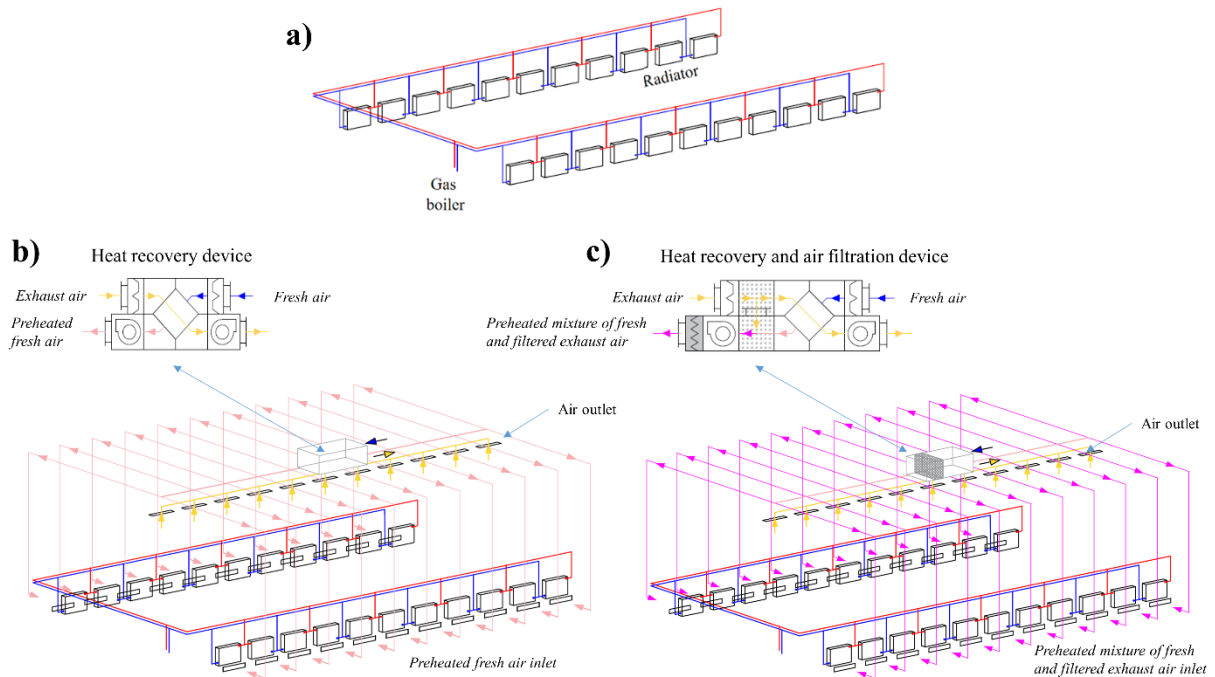 a)
Radiator
Gas
boiler
b)
Heat recovery device
Exhaust air
Fresh air
Preheated
fresh air
Air outlet
Preheated fresh air inlet
c)
Heat recovery and air filtration device
Exhaust air
Fresh air
Preheated mixture of fresh
and filtered exhaust air
Air outlet
Preheated mixture of fresh
and filtered exhaust air inlet